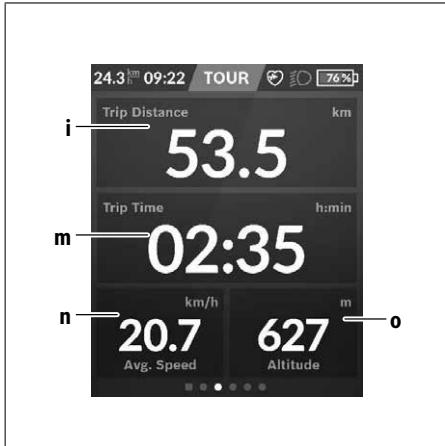 24.3 km/h 09:22 TOUR 76%
Trip Distance km
i
53.5
Trip Time h:min
m
02:35
km/h m
n
o
20.7 627
Avg. Speed Altitude